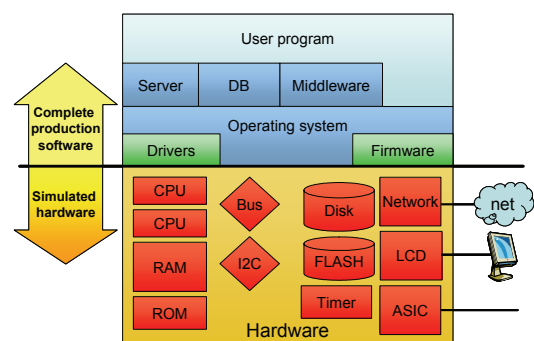 User program
Server
DB
Middleware
Operating system
Drivers
Firmware
Complete
production
software
Simulated
hardware
CPU
CPU
RAM
ROM
Bus
I2C
Disk
FLASH
Timer
Network
LCD
ASIC
net
Hardware